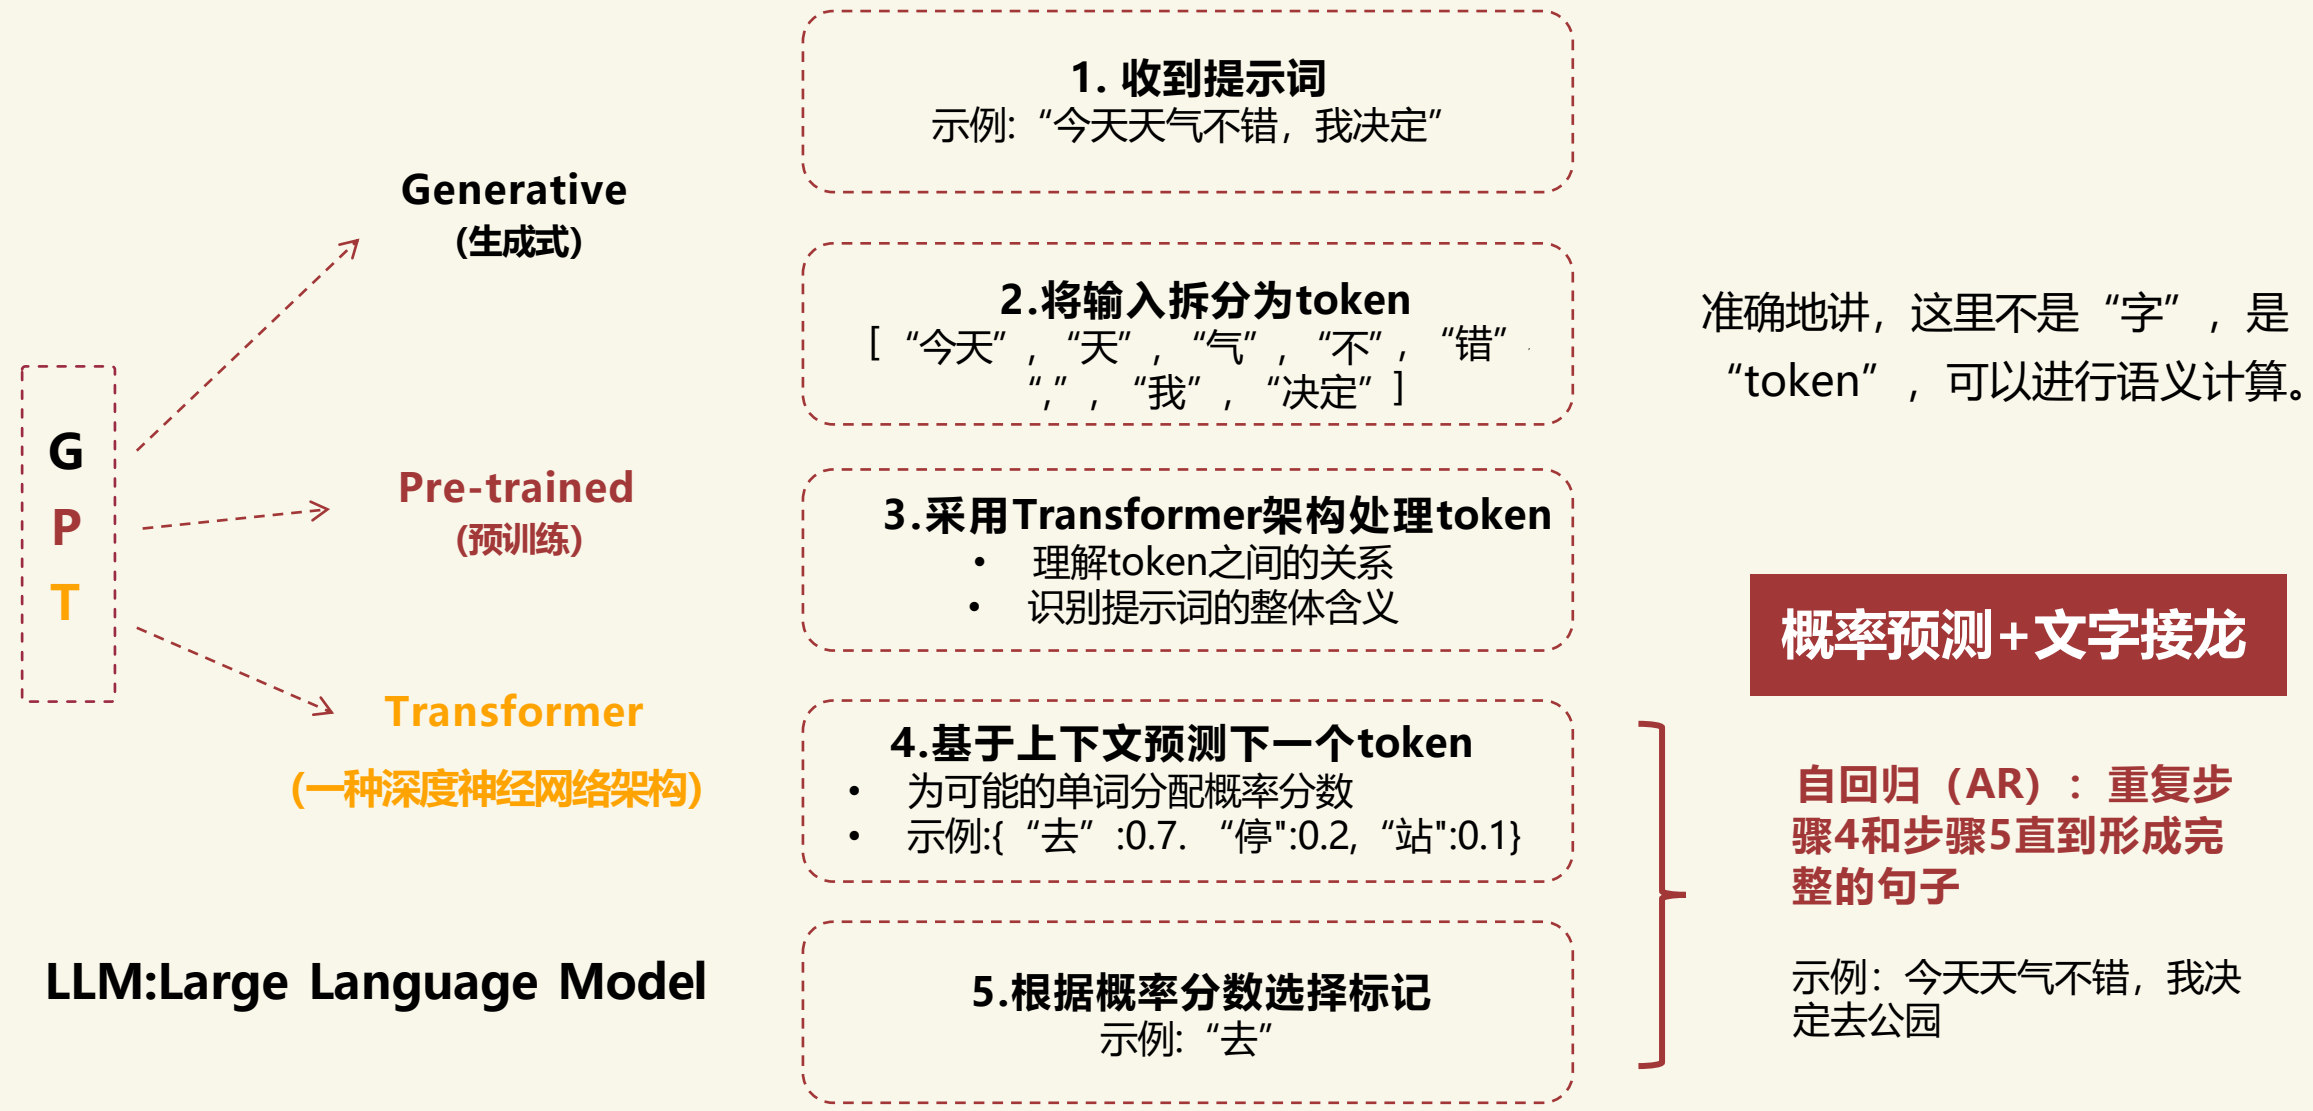 G
P
T
Generative
(生成式)
Pre-trained
(预训练)
Transformer
(一种深度神经网络架构)
LLM:Large Language Model
1. 收到提示词
示例:“今天天气不错，我决定”
2.将输入拆分为token
[ “今天” , “天” , “气” , “不” , “错” ,
“,” , “我” , “决定” ]
3.采用Transformer架构处理token
• 理解token之间的关系
• 识别提示词的整体含义
4.基于上下文预测下一个token
• 为可能的单词分配概率分数
• 示例:{ “去” :0.7. “停":0.2, “站":0.1}
5.根据概率分数选择标记
示例: “去”
准确地讲，这里不是“字” ，是
“token” ，可以进行语义计算。
概率预测+文字接龙
自回归（AR）：重复步
骤4和步骤5直到形成完
整的句子
示例：今天天气不错，我决
定去公园